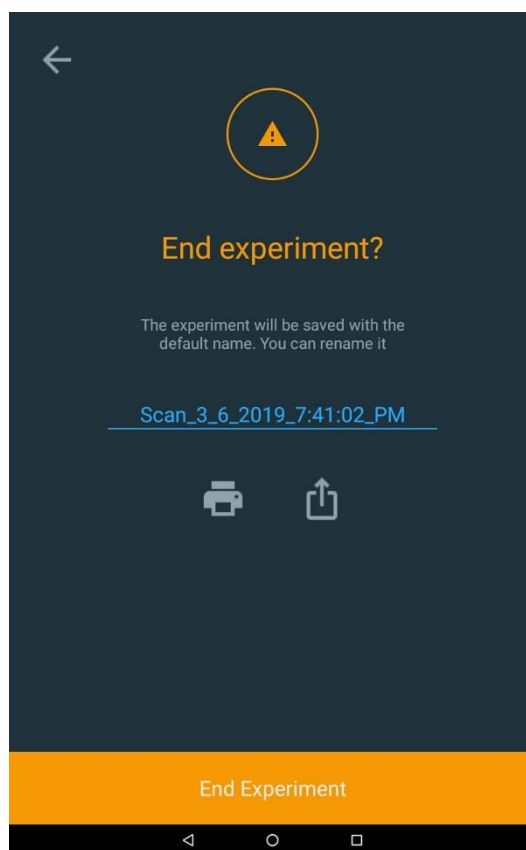 End experiment?
The experiment will be saved with the
default name. You can rename it
Scan_3_6_2019_7:41:02_PM
End Experiment